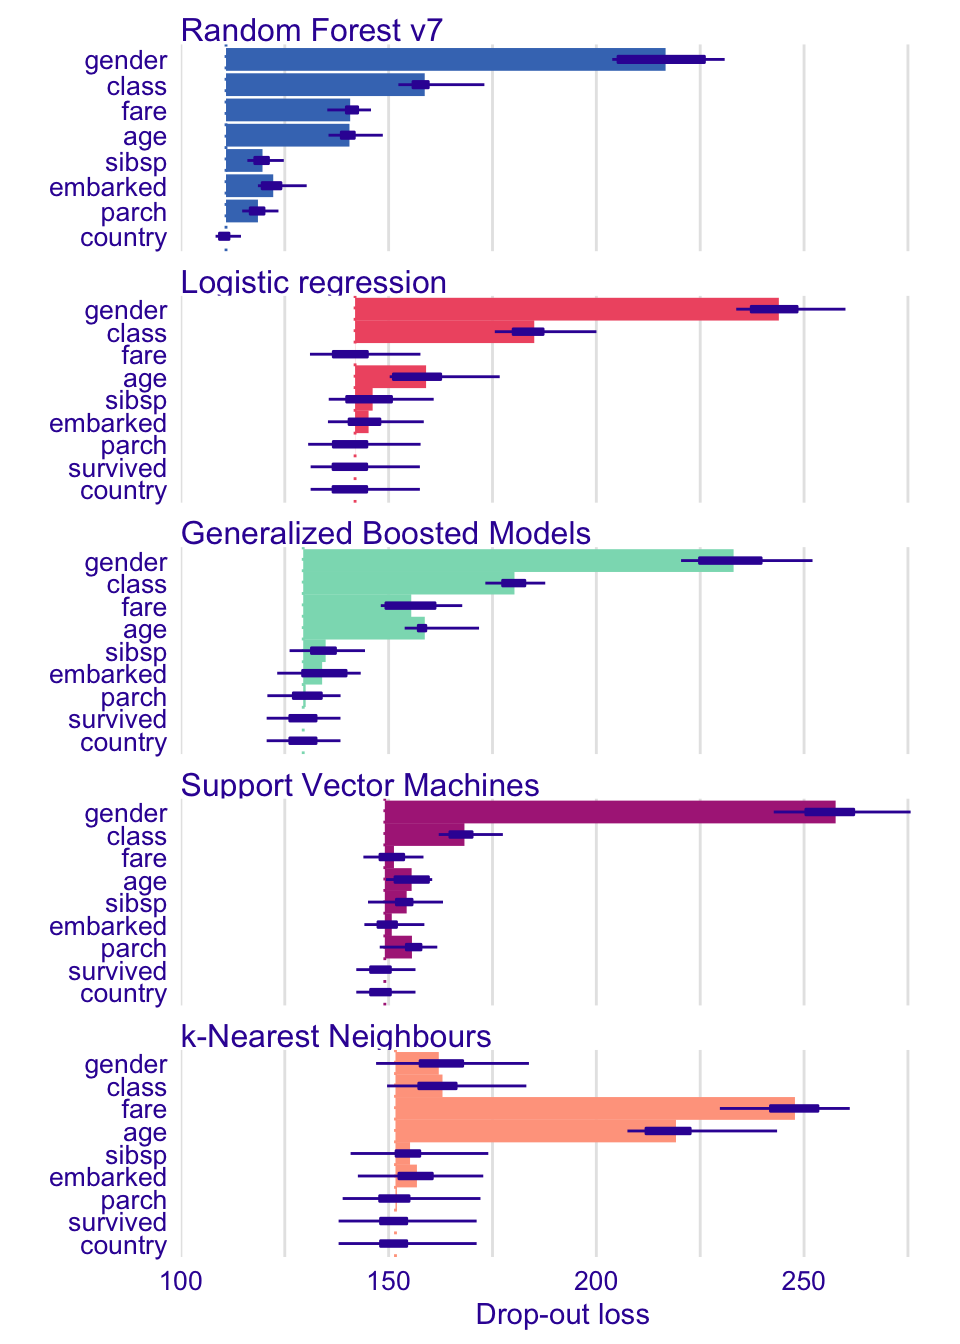 Random Forest v7
gender
class
fare
age
sibsp
embarked
parch
country
Logistic regression
gender
class
fare
age
sibsp
embarked
parch
survived
country
Generalized Boosted Models
gender
class
fare
age
sibsp
embarked
parch
survived
country
Support Vector Machines
gender
class
fare
age
sibsp
embarked
parch
survived
country
k-Nearest Neighbours
gender
class
fare
age
sibsp
embarked
parch
survived
country
100 150 200 250
Drop-out loss